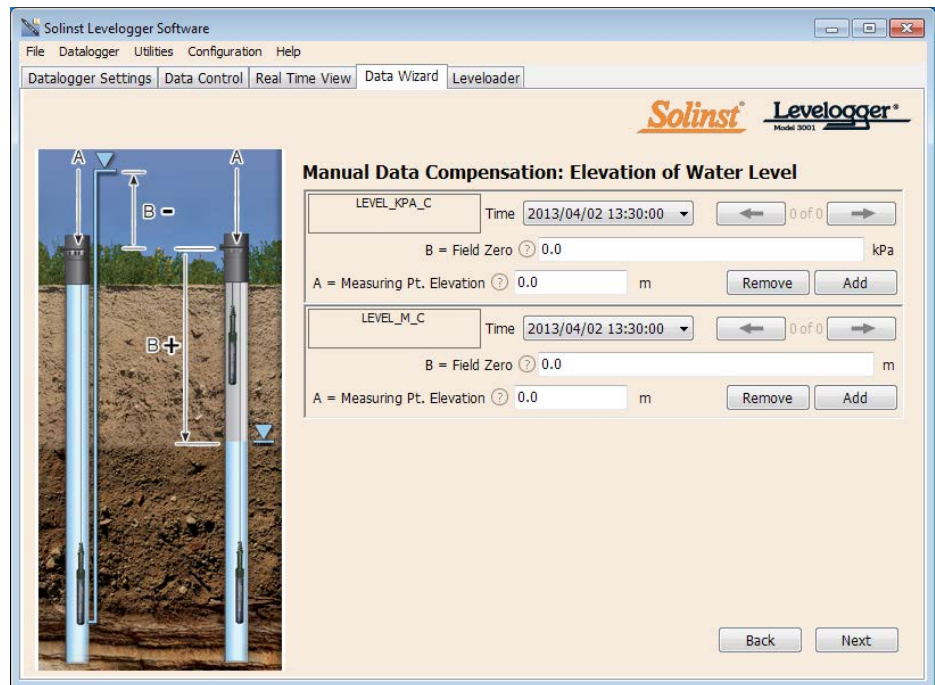 Solinst Levelogger Software
File Datalogger Utilities Configuration Help
Datalogger Settings Data Control Real Time View Data Wizard Leveloader
Solinst Levelogger®
Model 3001
Manual Data Compensation: Elevation of Water Level
LEVEL_KPA_C Time 2013/04/02 13:30:00 0 of 0
B = Field Zero ? 0.0 kPa
A = Measuring Pt. Elevation ? 0.0 m Remove Add
LEVEL_M_C Time 2013/04/02 13:30:00 0 of 0
B = Field Zero ? 0.0 m
A = Measuring Pt. Elevation ? 0.0 m Remove Add
A A
B -
B +
Back Next